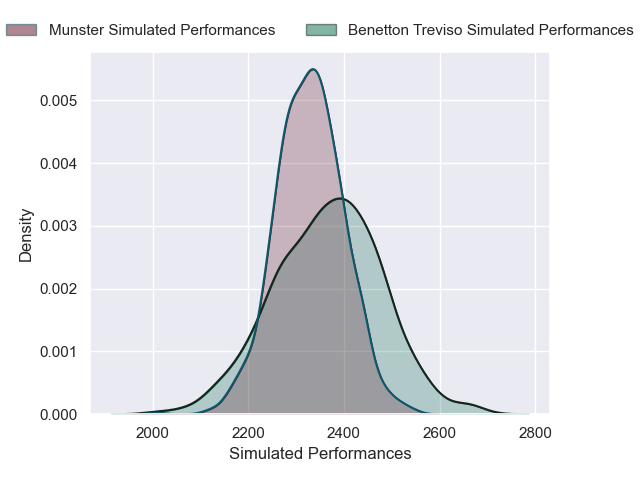 Munster Simulated Performances
Benetton Treviso Simulated Performances
0.005
0.004
0.003
0.002
0.001
0.000
Density
2000 2200 2400 2600 2800
Simulated Performances